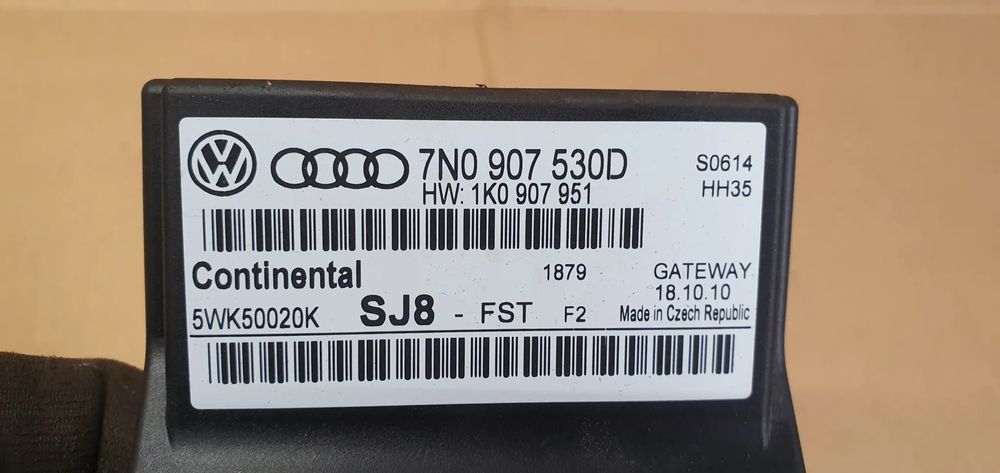 VW 7N0 907 530D S0614
HW: 1K0 907 951 HH35
Continental 1879 GATEWAY
18.10.10
5WK50020K SJ8 - FST F2 Made in Czech Republic